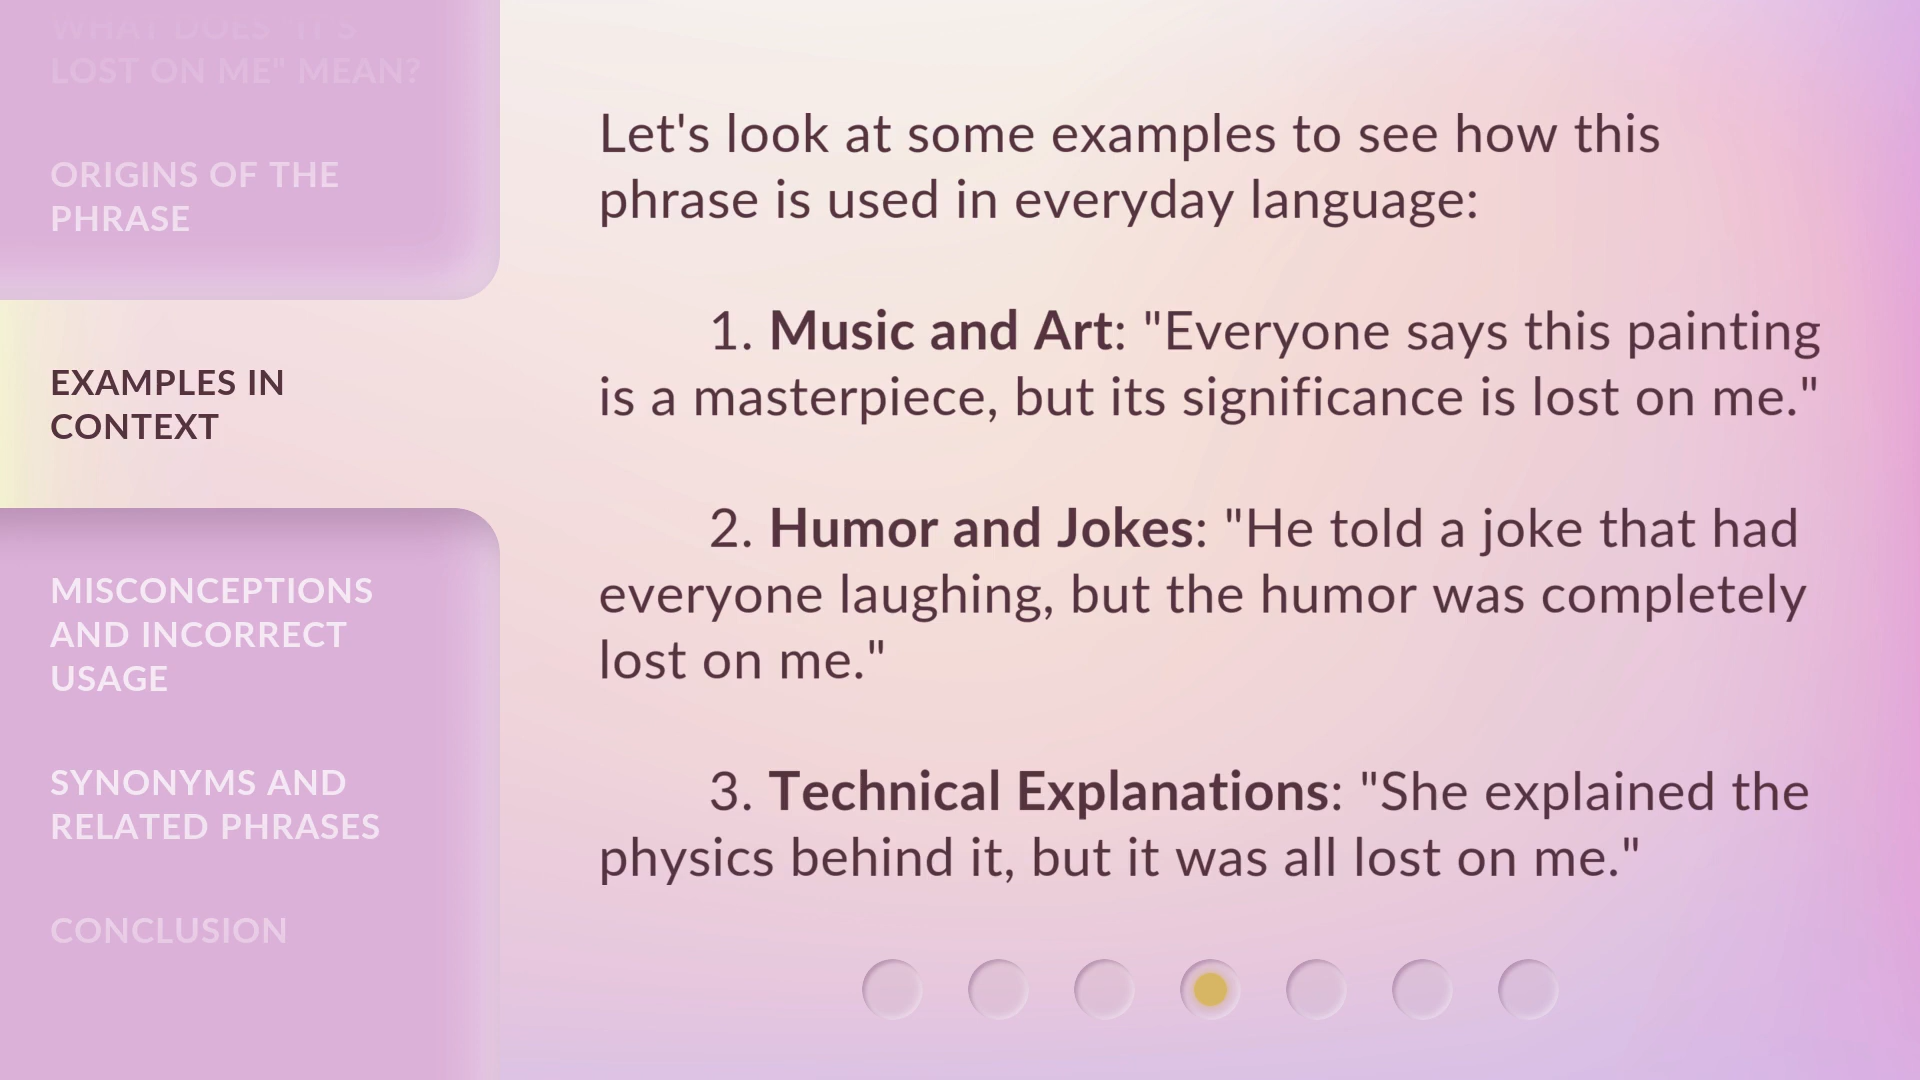 WHAT DOES "IT'S
LOST ON ME" MEAN?
ORIGINS OF THE
PHRASE
EXAMPLES IN
CONTEXT
MISCONCEPTIONS
AND INCORRECT
USAGE
SYNONYMS AND
RELATED PHRASES
CONCLUSION
Let's look at some examples to see how this
phrase is used in everyday language:
1. Music and Art: "Everyone says this painting
is a masterpiece, but its significance is lost on me."
2. Humor and Jokes: "He told a joke that had
everyone laughing, but the humor was completely
lost on me."
3. Technical Explanations: "She explained the
physics behind it, but it was all lost on me."